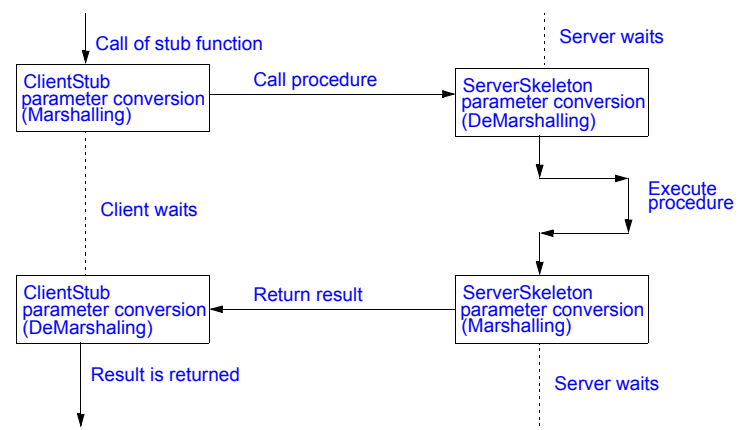 Call of stub function
Server waits
ClientStub
parameter conversion
(Marshalling)
Call procedure
ServerSkeleton
parameter conversion
(DeMarshalling)
Execute
procedure
Client waits
ClientStub
parameter conversion
(DeMarshaling)
Return result
ServerSkeleton
parameter conversion
(Marshalling)
Result is returned
Server waits